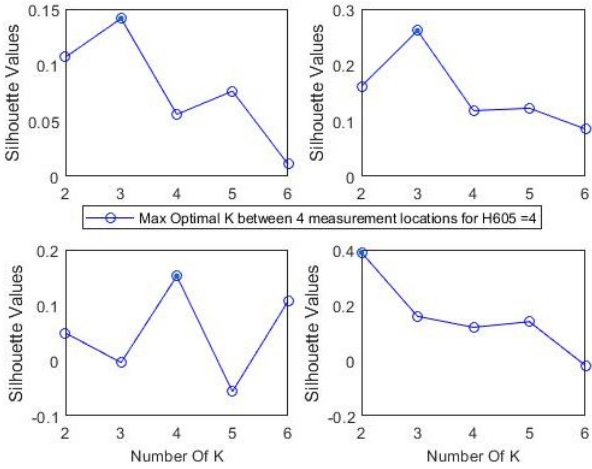 Silhouette Values
0.15
0.1
0.05
0
2 3 4 5 6
Silhouette Values
0.3
0.2
0.1
0
2 3 4 5 6
Max Optimal K between 4 measurement locations for H605 =4
Silhouette Values
0.2
0.1
0
-0.1
2 3 4 5 6
Number Of K
Silhouette Values
0.4
0.2
0
-0.2
2 3 4 5 6
Number Of K